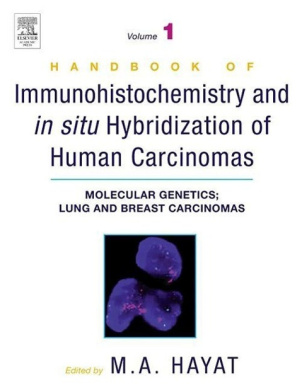 Volume 1
HANDBOOK OF
Immunohistochemistry and
in situ Hybridization of
Human Carcinomas
MOLECULAR GENETICS;
LUNG AND BREAST CARCINOMAS
Edited by M.A. HAYAT